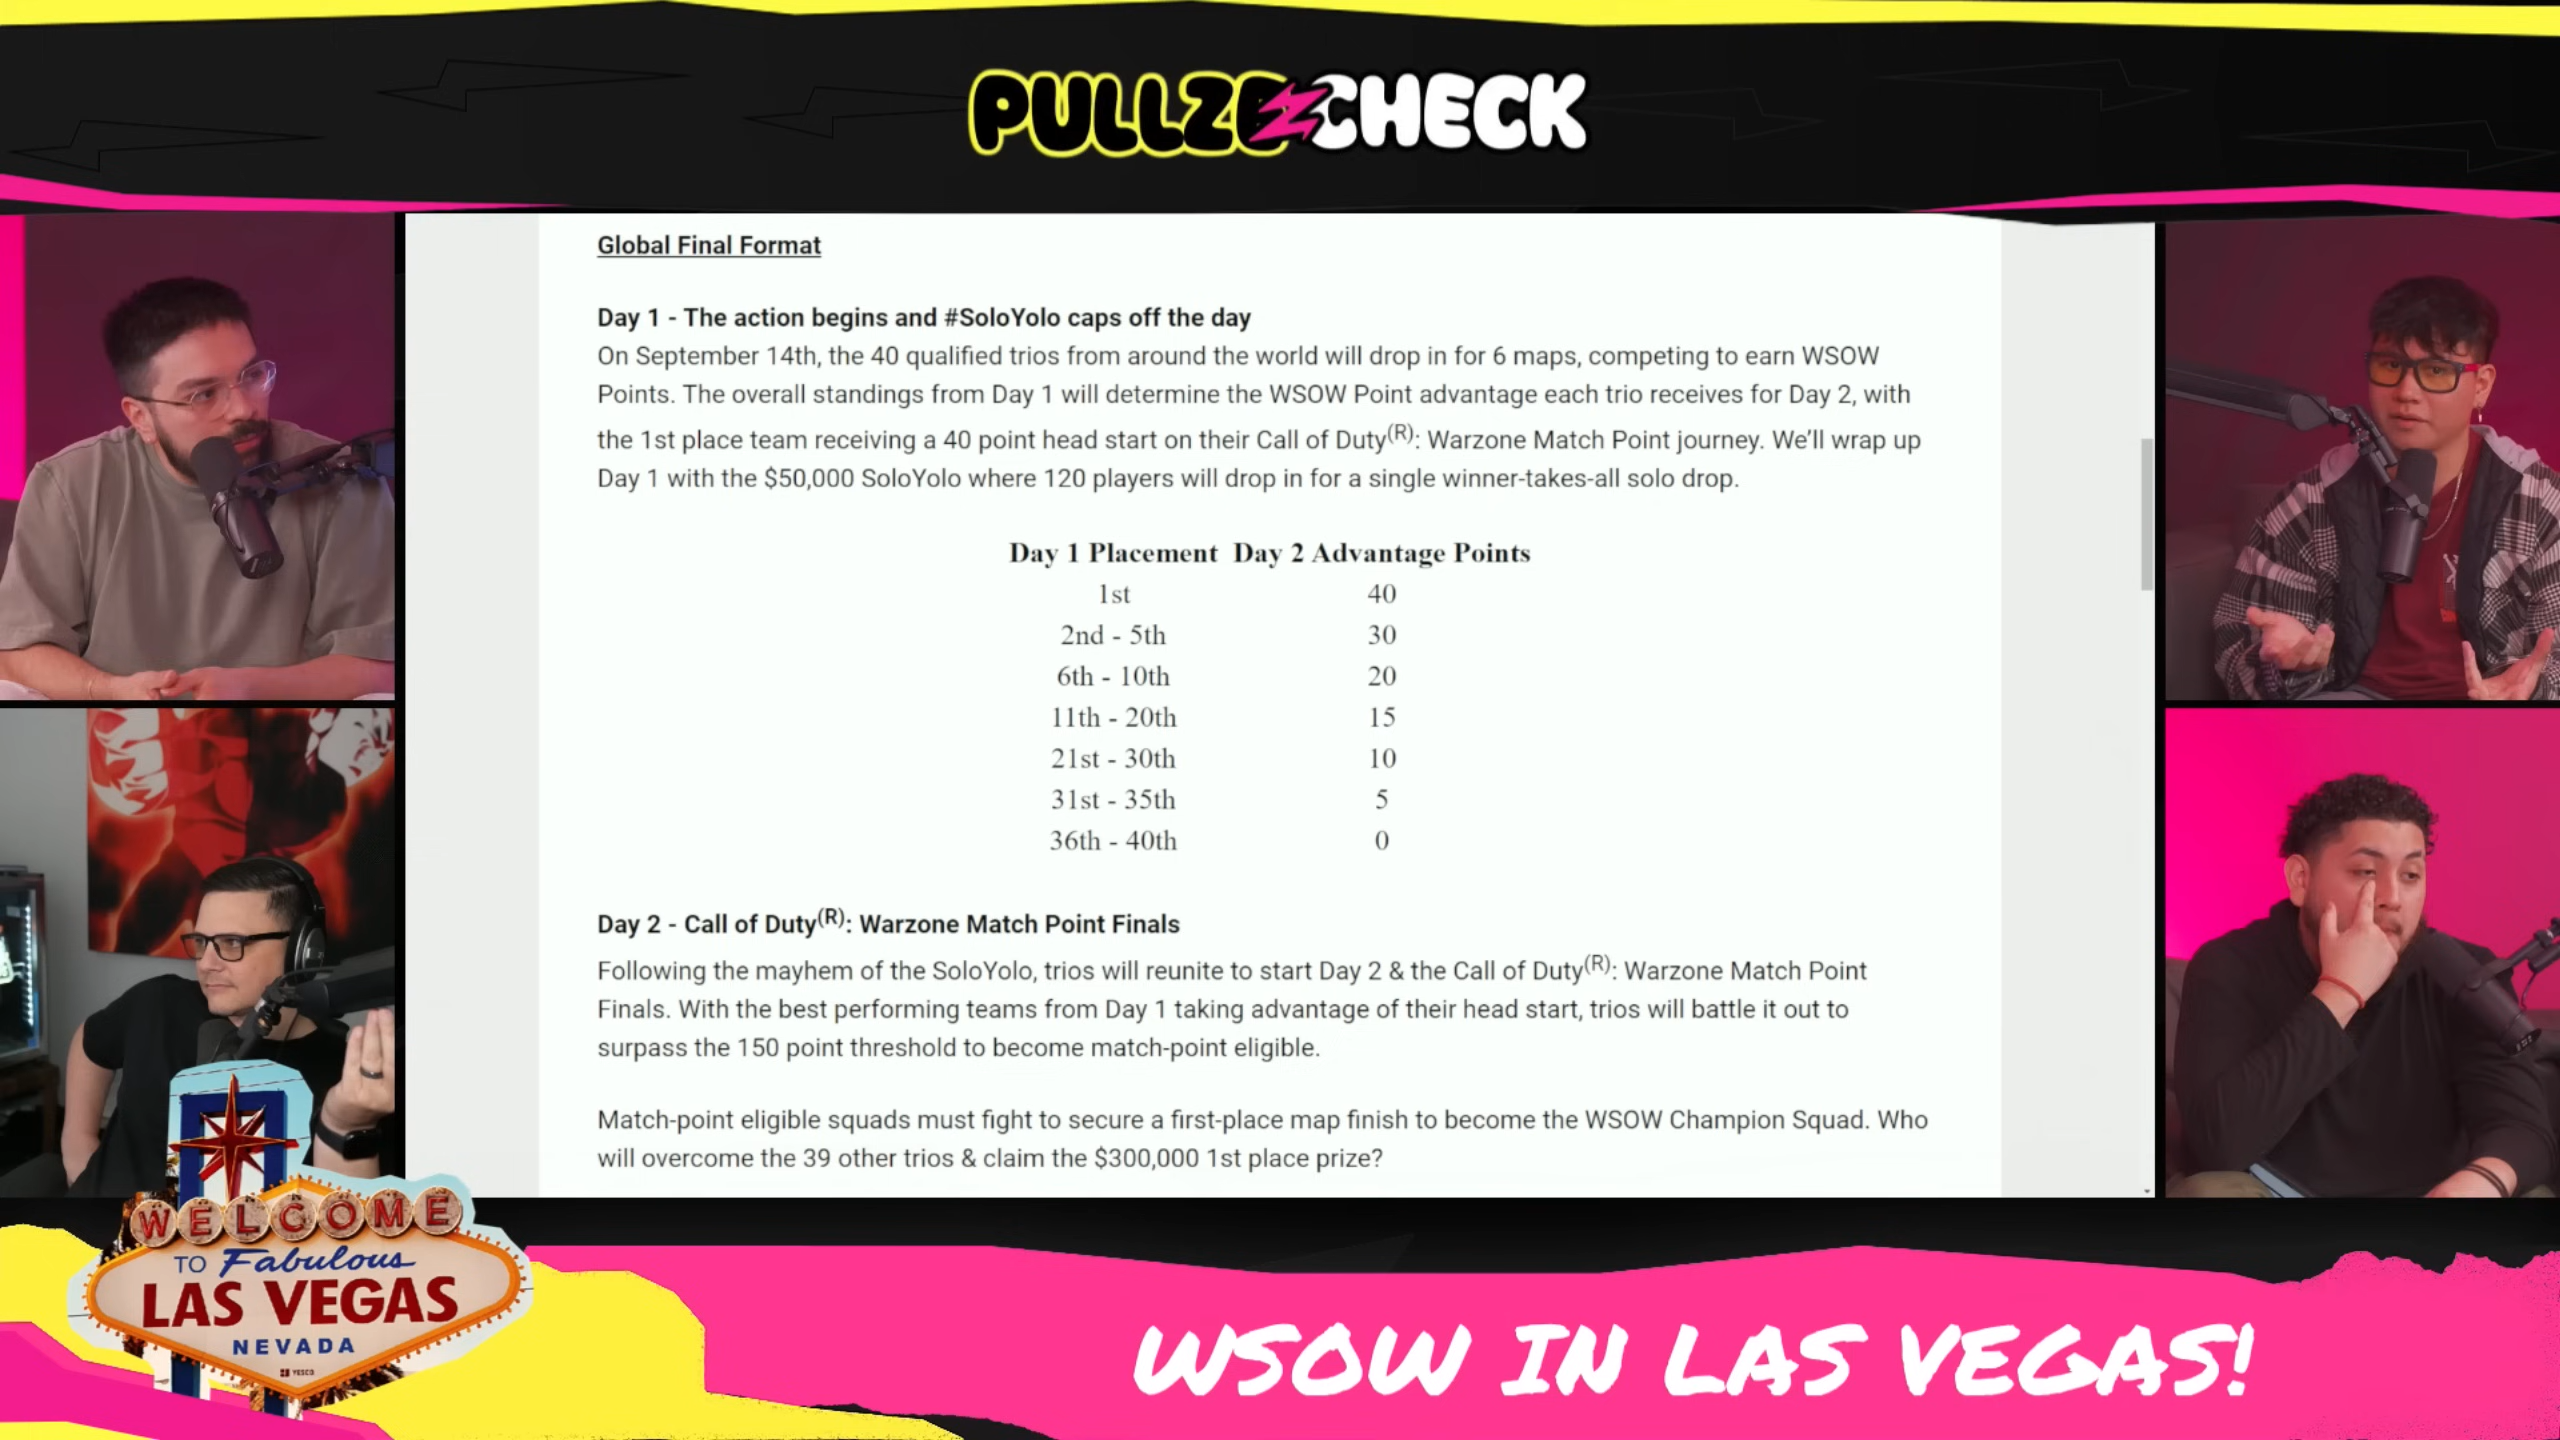 PULLZE CHECK
Global Final Format
Day 1 - The action begins and #SoloYolo caps off the day
On September 14th, the 40 qualified trios from around the world will drop in for 6 maps, competing to earn WSOW
Points. The overall standings from Day 1 will determine the WSOW Point advantage each trio receives for Day 2, with
the 1st place team receiving a 40 point head start on their Call of Duty(R): Warzone Match Point journey. We’ll wrap up
Day 1 with the $50,000 SoloYolo where 120 players will drop in for a single winner-takes-all solo drop.
Day 1 Placement Day 2 Advantage Points
1st 40
2nd - 5th 30
6th - 10th 20
11th - 20th 15
21st - 30th 10
31st - 35th 5
36th - 40th 0
Day 2 - Call of Duty(R): Warzone Match Point Finals
Following the mayhem of the SoloYolo, trios will reunite to start Day 2 & the Call of Duty(R): Warzone Match Point
Finals. With the best performing teams from Day 1 taking advantage of their head start, trios will battle it out to
surpass the 150 point threshold to become match-point eligible.
Match-point eligible squads must fight to secure a first-place map finish to become the WSOW Champion Squad. Who
will overcome the 39 other trios & claim the $300,000 1st place prize?
WELCOME
TO Fabulous
LAS VEGAS
NEVADA
YESCO
WSOW IN LAS VEGAS!